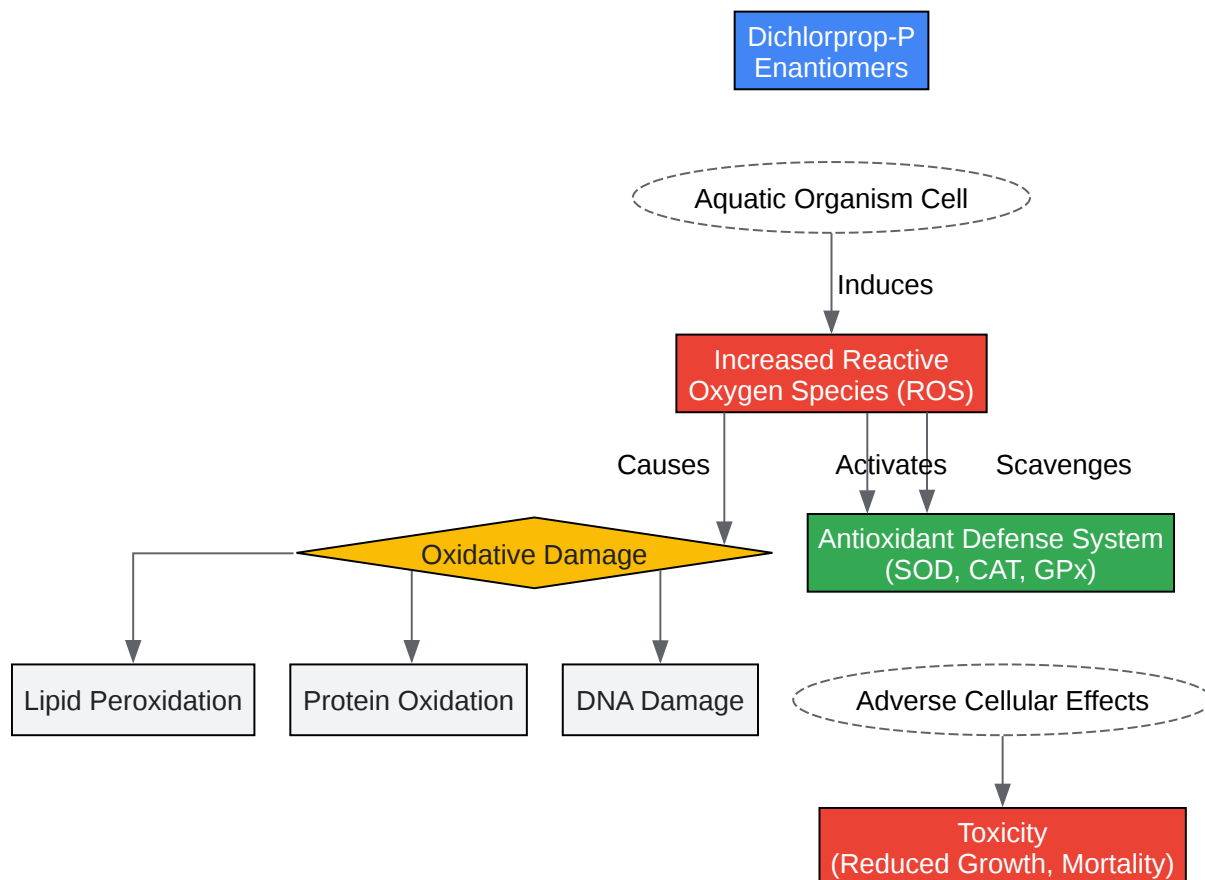 Dichlorprop-P
Enantiomers
Aquatic Organism Cell
Induces
Increased Reactive
Oxygen Species (ROS)
Causes
Activates
Scavenges
Oxidative Damage
Antioxidant Defense System
(SOD, CAT, GPx)
Lipid Peroxidation
Protein Oxidation
DNA Damage
Adverse Cellular Effects
Toxicity
(Reduced Growth, Mortality)